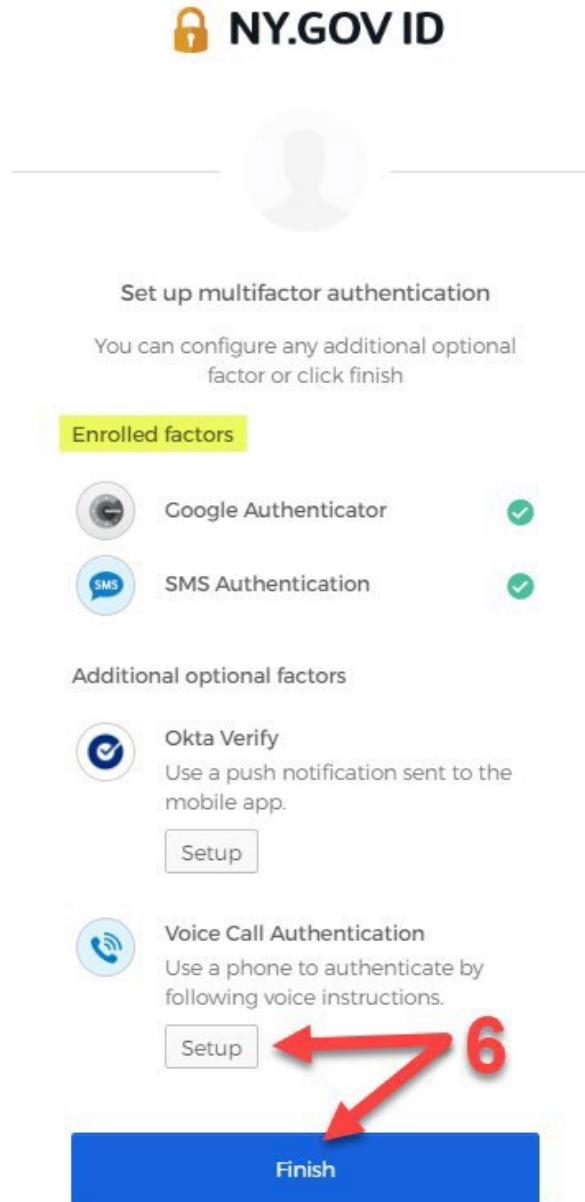 NY.GOV ID
Set up multifactor authentication
You can configure any additional optional
factor or click finish
Enrolled factors
Google Authenticator
SMS
SMS Authentication
Additional optional factors
Okta Verify
Use a push notification sent to the
mobile app.
Setup
Voice Call Authentication
Use a phone to authenticate by
following voice instructions.
Setup
6
Finish